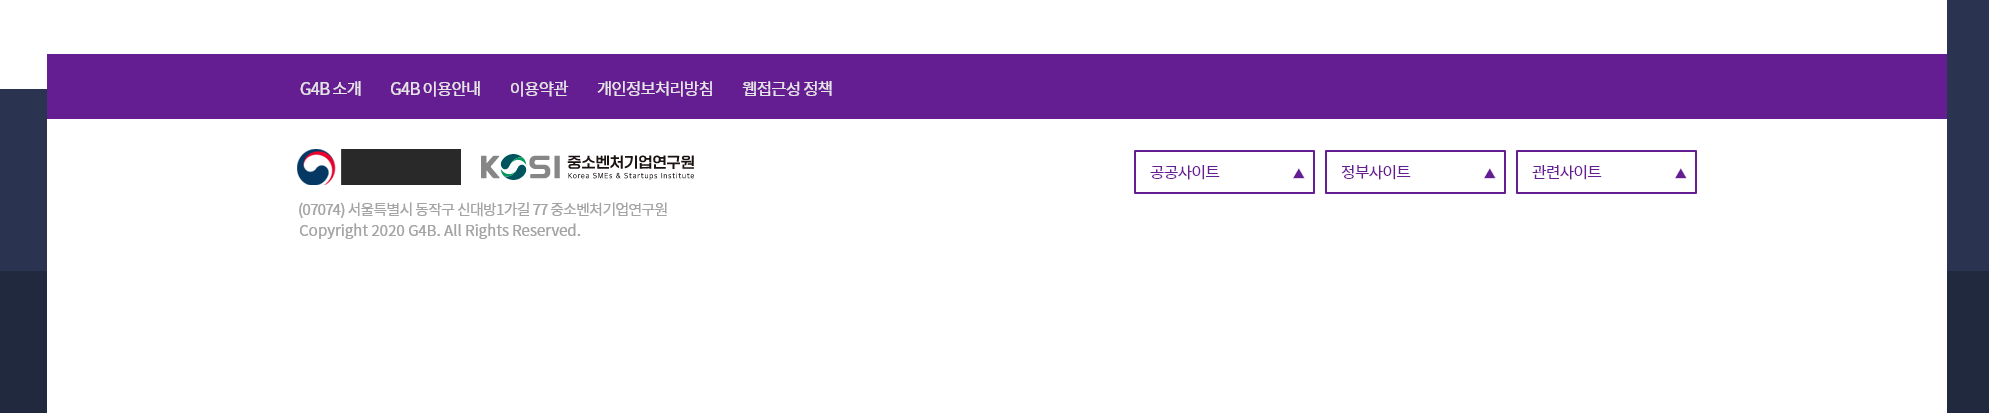 G4B 소개 G4B 이용안내 이용약관 개인정보처리방침 웹접근성 정책
KOSI 중소벤처기업연구원
Korea SMEs & Startups Institute
공공사이트 ▲ 정부사이트 ▲ 관련사이트 ▲
(07074) 서울특별시 동작구 신대방1가길 77 중소벤처기업연구원
Copyright 2020 G4B. All Rights Reserved.